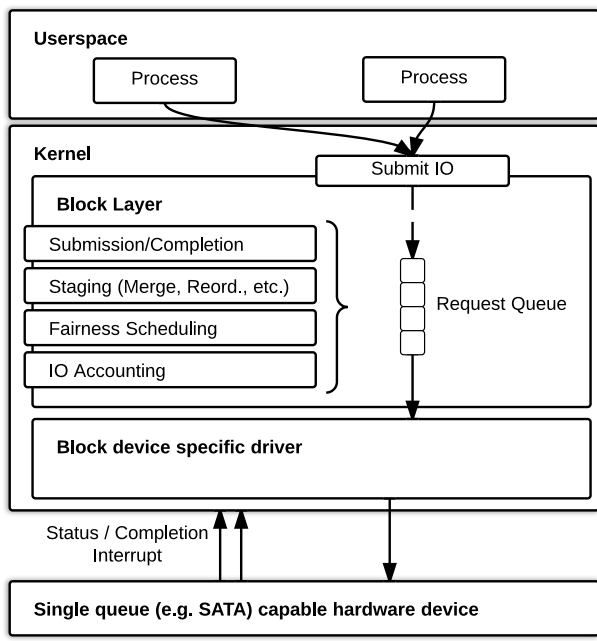 Userspace
Process
Process
Kernel
Submit IO
Block Layer
Submission/Completion
Staging (Merge, Reord., etc.)
Fairness Scheduling
IO Accounting
Request Queue
Block device specific driver
Status / Completion
Interrupt
Single queue (e.g. SATA) capable hardware device